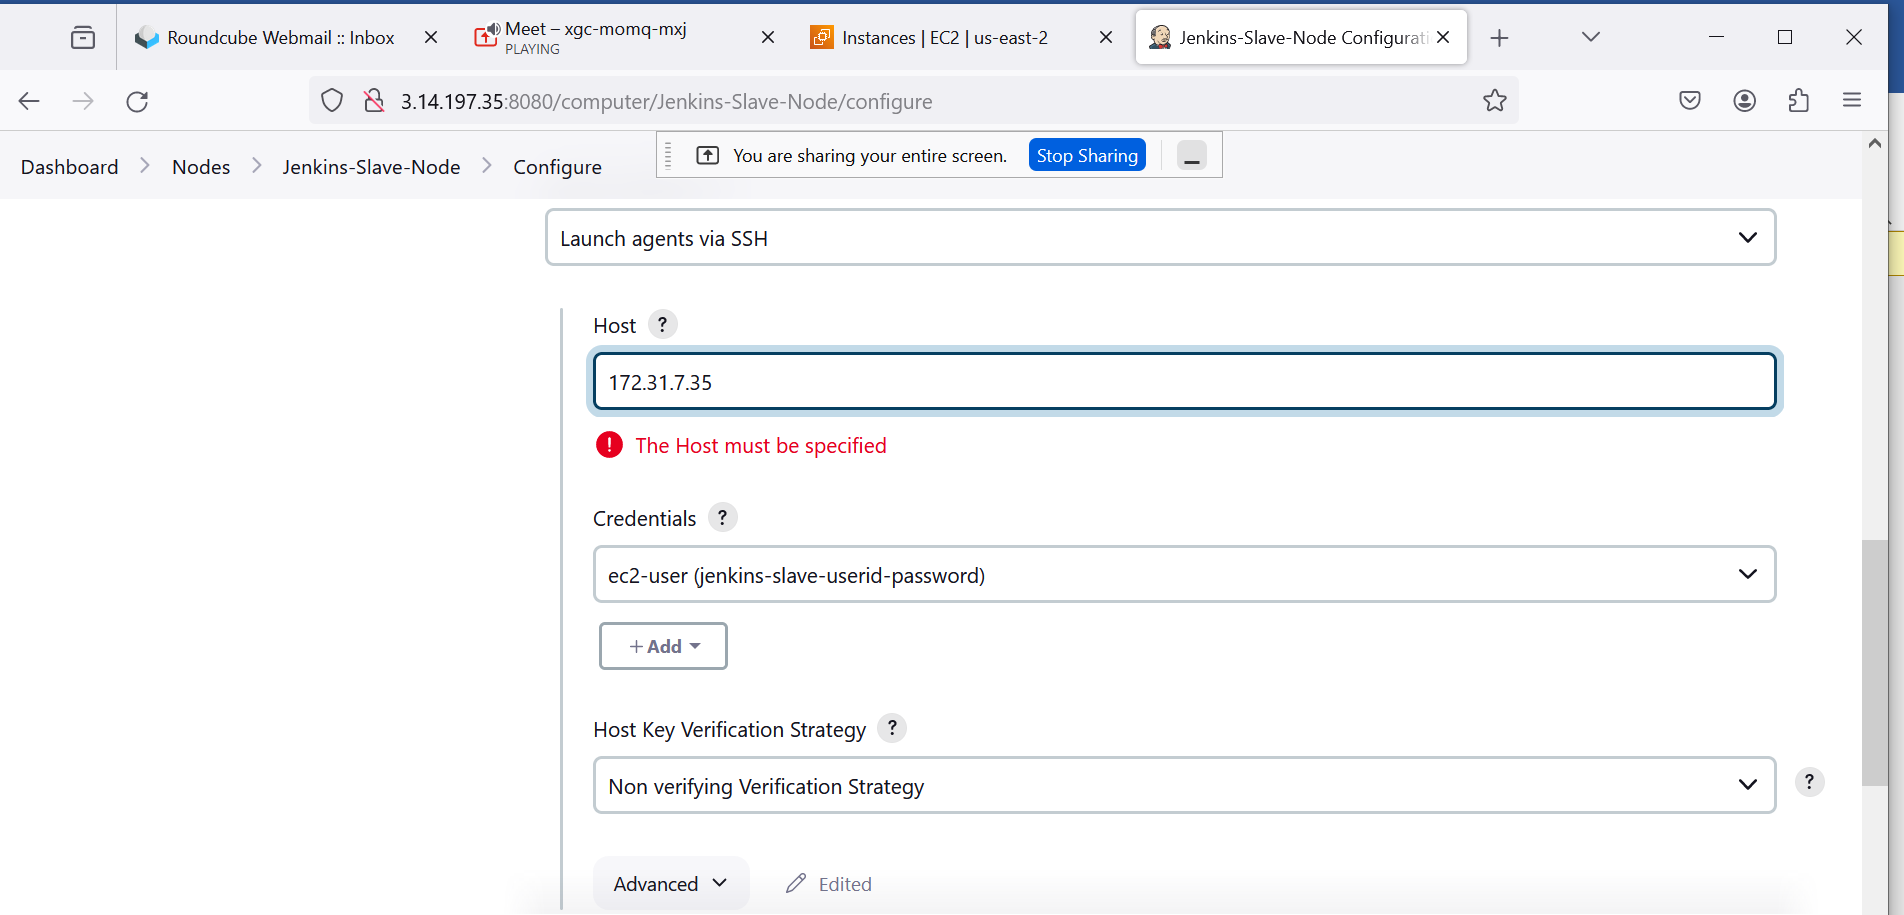 Roundcube Webmail :: Inbox
Meet – xgc-momq-mxj
PLAYING
Instances | EC2 | us-east-2
Jenkins-Slave-Node Configurati
3.14.197.35:8080/computer/Jenkins-Slave-Node/configure
You are sharing your entire screen. Stop Sharing
Dashboard > Nodes > Jenkins-Slave-Node > Configure
Launch agents via SSH
Host ?
172.31.7.35
! The Host must be specified
Credentials ?
ec2-user (jenkins-slave-userid-password)
+ Add
Host Key Verification Strategy ?
Non verifying Verification Strategy
?
Advanced Edited